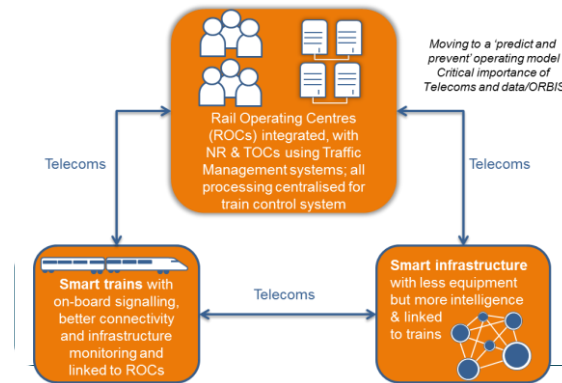 Moving to a 'predict and
prevent' operating model
Critical importance of
Telecoms and data/ORBIS
Rail Operating Centres
(ROCs) integrated, with
NR & TOCs using Traffic
Management systems; all
processing centralised for
train control system
Telecoms
Telecoms
Smart trains with
on-board signalling,
better connectivity
and infrastructure
monitoring and
linked to ROCs
Telecoms
Smart infrastructure
with less equipment
but more intelligence
& linked
to trains